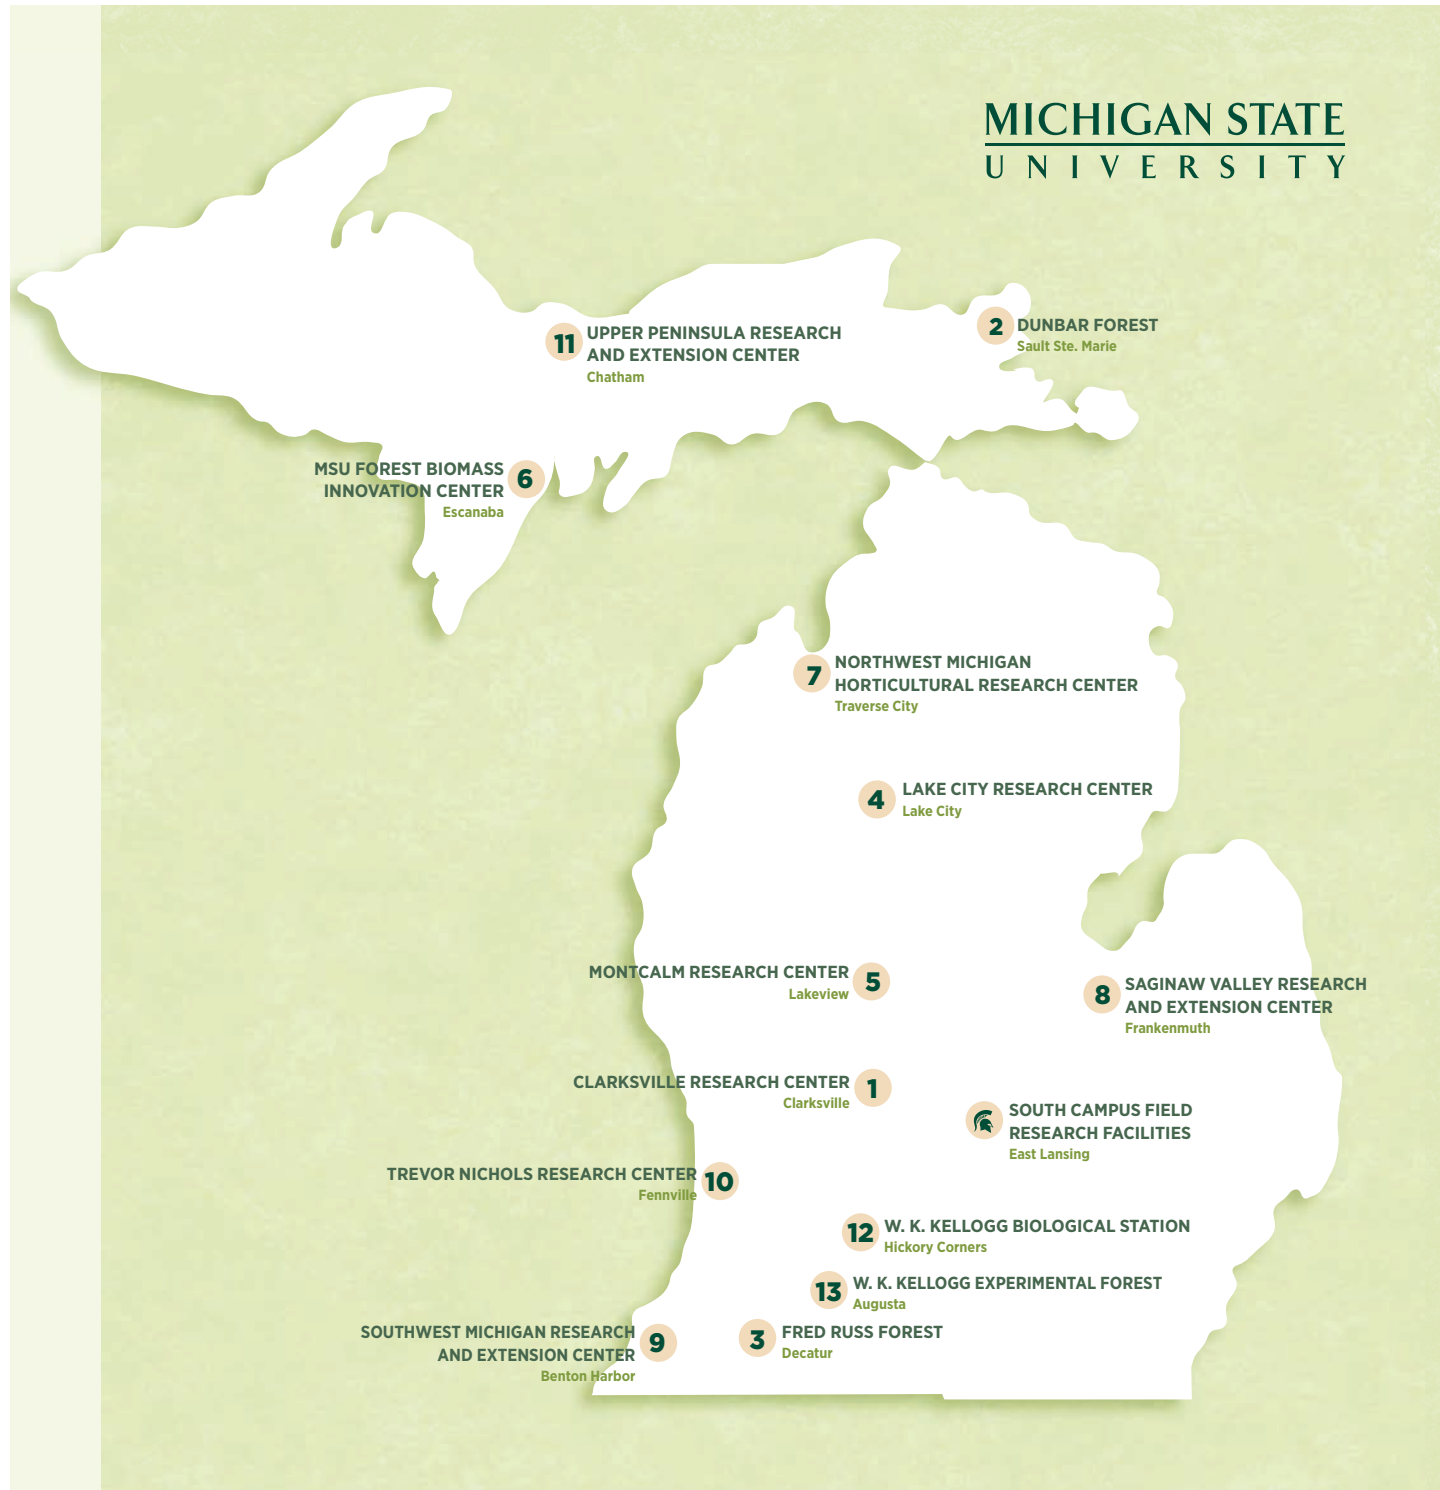 MICHIGAN STATE
UNIVERSITY
11
UPPER PENINSULA RESEARCH
AND EXTENSION CENTER
Chatham
2
DUNBAR FOREST
Sault Ste. Marie
MSU FOREST BIOMASS
INNOVATION CENTER
Escanaba
6
7
NORTHWEST MICHIGAN
HORTICULTURAL RESEARCH CENTER
Traverse City
4
LAKE CITY RESEARCH CENTER
Lake City
MONTCALM RESEARCH CENTER
Lakeview
5
8
SAGINAW VALLEY RESEARCH
AND EXTENSION CENTER
Frankenmuth
CLARKSVILLE RESEARCH CENTER
Clarksville
1
SOUTH CAMPUS FIELD
RESEARCH FACILITIES
East Lansing
TREVOR NICHOLS RESEARCH CENTER
Fennville
10
12
W. K. KELLOGG BIOLOGICAL STATION
Hickory Corners
13
W. K. KELLOGG EXPERIMENTAL FOREST
Augusta
SOUTHWEST MICHIGAN RESEARCH
AND EXTENSION CENTER
Benton Harbor
9
3
FRED RUSS FOREST
Decatur